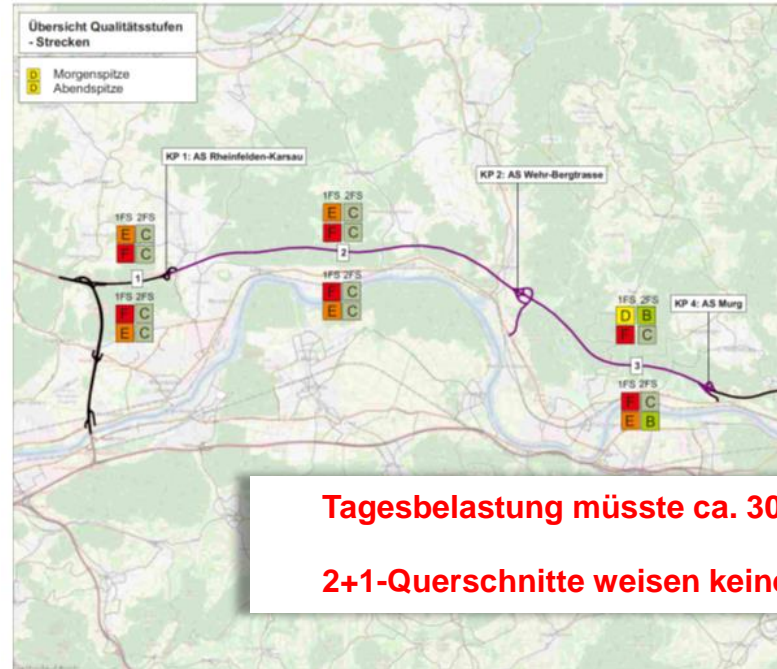 Übersicht Qualitätsstufen
- Strecken
D Morgenspitze
D Abendspitze
KP 1: AS Rheinfelden-Karsau
KP 2: AS Wehr-Bergtrasse
1FS 2FS
E C
F C
1FS 2FS
E C
F C
2
1
1FS 2FS
F C
E C
1FS 2FS
F C
E C
1FS 2FS
D B
F C
KP 4: AS Murg
3
1FS 2FS
F C
E B
Tagesbelastung müsste ca. 30
2+1-Querschnitte weisen keine